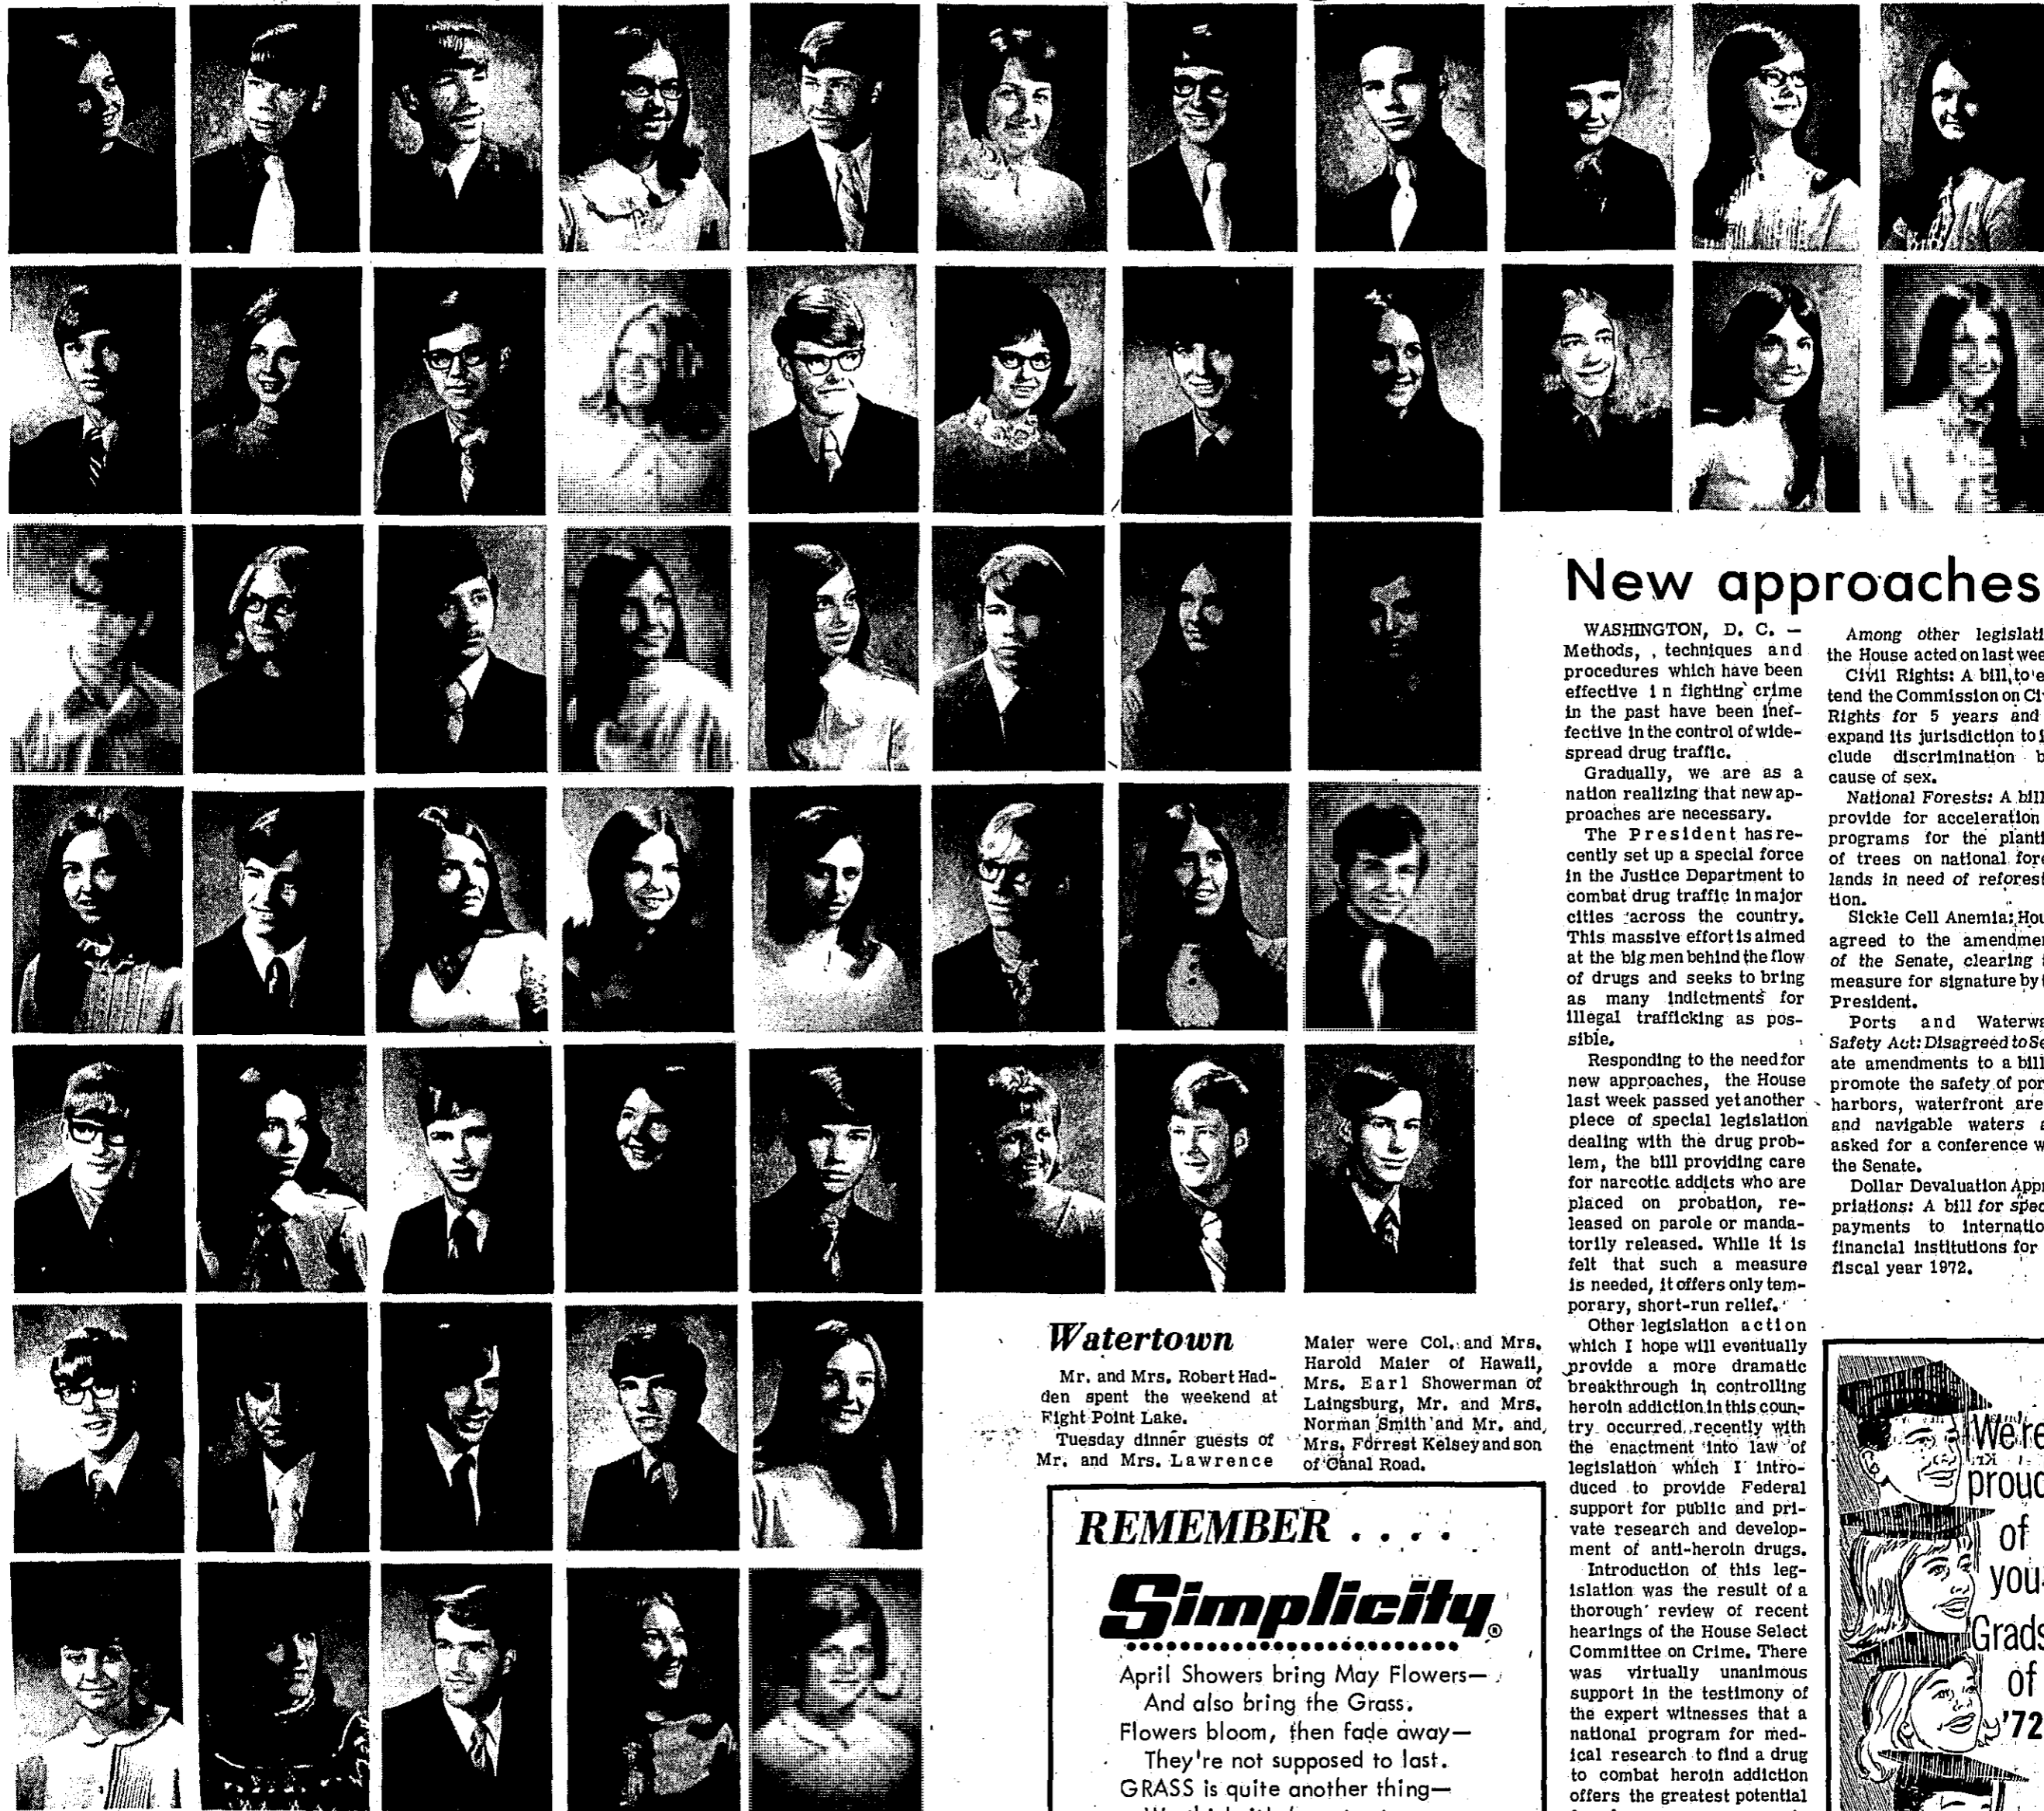 New approaches
WASHINGTON, D. C. —
Methods, techniques and
procedures which have been
effective in fighting crime
in the past have been inef-
fective in the control of wide-
spread drug traffic.
Gradually, we are as a
nation realizing that new ap-
proaches are necessary.
The President has re-
cently set up a special force
in the Justice Department to
combat drug traffic in major
cities across the country.
This massive effort is aimed
at the big men behind the flow
of drugs and seeks to bring
as many indictments for
illegal trafficking as pos-
sible.
Responding to the need for
new approaches, the House
last week passed yet another
piece of special legislation
dealing with the drug prob-
lem, the bill providing care
for narcotic addicts who are
placed on probation, re-
leased on parole or manda-
torily released. While it is
felt that such a measure
is needed, it offers only tem-
porary, short-run relief.
Other legislation action
which I hope will eventually
provide a more dramatic
breakthrough in controlling
heroin addiction in this coun-
try occurred recently with
the enactment into law of
legislation which I intro-
duced to provide Federal
support for public and pri-
vate research and develop-
ment of anti-heroin drugs.
Introduction of this leg-
islation was the result of a
thorough review of recent
hearings of the House Select
Committee on Crime. There
was virtually unanimous
support in the testimony of
the expert witnesses that a
national program for med-
ical research to find a drug
to combat heroin addiction
offers the greatest potential
Among other legislati
the House acted on last wee
Civil Rights: A bill to e
tend the Commission on Ci
Rights for 5 years and
expand its jurisdiction to i
clude discrimination b
cause of sex.
National Forests: A bill
provide for acceleration
programs for the planti
of trees on national fore
lands in need of reforest
tion.
Sickle Cell Anemia: Hou
agreed to the amendmen
of the Senate, clearing
measure for signature by
President.
Ports and Waterwa
Safety Act: Disagreed to Se
ate amendments to a bill
promote the safety of por
harbors, waterfront are
and navigable waters a
asked for a conference w
the Senate.
Dollar Devaluation Appr
priations: A bill for spec
payments to internatio
financial institutions for
fiscal year 1972.
Watertown
Mr. and Mrs. Robert Had-
den spent the weekend at
Eight Point Lake.
Tuesday dinner guests of
Mr. and Mrs. Lawrence
Maier were Col. and Mrs.
Harold Maier of Hawaii,
Mrs. Earl Showerman of
Laingsburg, Mr. and Mrs.
Norman Smith and Mr. and
Mrs. Forrest Kelsey and son
of Canal Road.
REMEMBER . . . .
Simplicity®
April Showers bring May Flowers—
And also bring the Grass.
Flowers bloom, then fade away—
They're not supposed to last.
GRASS is quite another thing—
We're
proud
of
you
Grads
of
'72